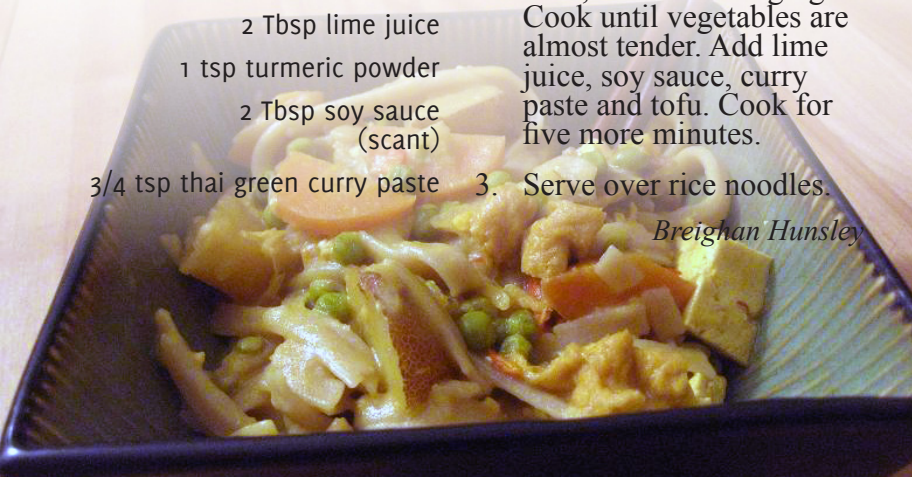 2 Tbsp lime juice
1 tsp turmeric powder
2 Tbsp soy sauce
(scant)
3/4 tsp thai green curry paste
Cook until vegetables are
almost tender. Add lime
juice, soy sauce, curry
paste and tofu. Cook for
five more minutes.
3. Serve over rice noodles.
Breighan Hunsley